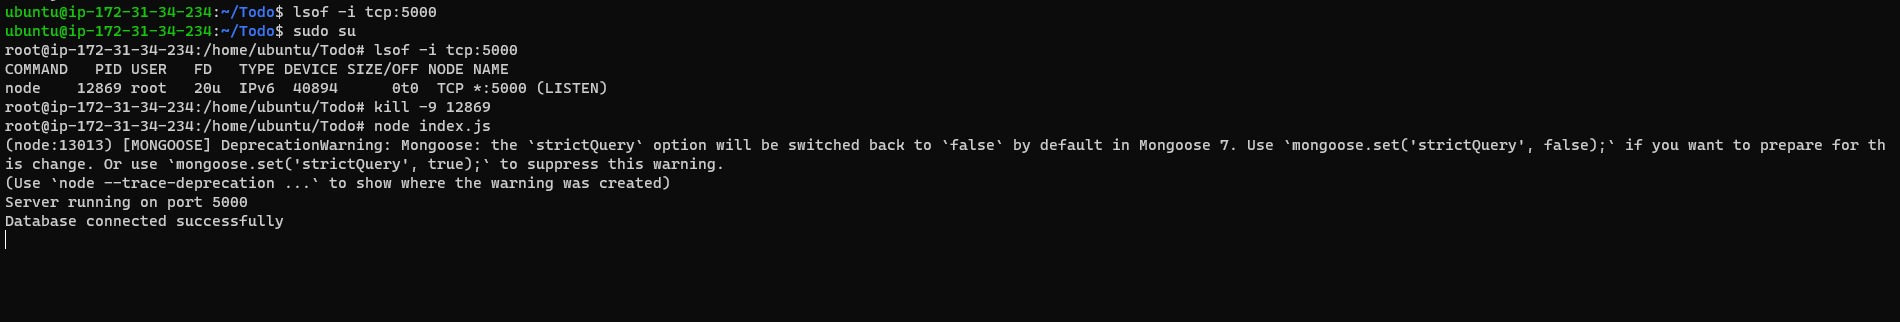 ubuntu@ip-172-31-34-234:~/Todo$ lsof -i tcp:5000
ubuntu@ip-172-31-34-234:~/Todo$ sudo su
root@ip-172-31-34-234:/home/ubuntu/Todo# lsof -i tcp:5000
COMMAND   PID USER   FD   TYPE DEVICE SIZE/OFF NODE NAME
node    12869 root   20u  IPv6  40894      0t0  TCP *:5000 (LISTEN)
root@ip-172-31-34-234:/home/ubuntu/Todo# kill -9 12869
root@ip-172-31-34-234:/home/ubuntu/Todo# node index.js
(node:13013) [MONGOOSE] DeprecationWarning: Mongoose: the `strictQuery` option will be switched back to `false` by default in Mongoose 7. Use `mongoose.set('strictQuery', false);` if you want to prepare for th
is change. Or use `mongoose.set('strictQuery', true);` to suppress this warning.
(Use `node --trace-deprecation ...` to show where the warning was created)
Server running on port 5000
Database connected successfully